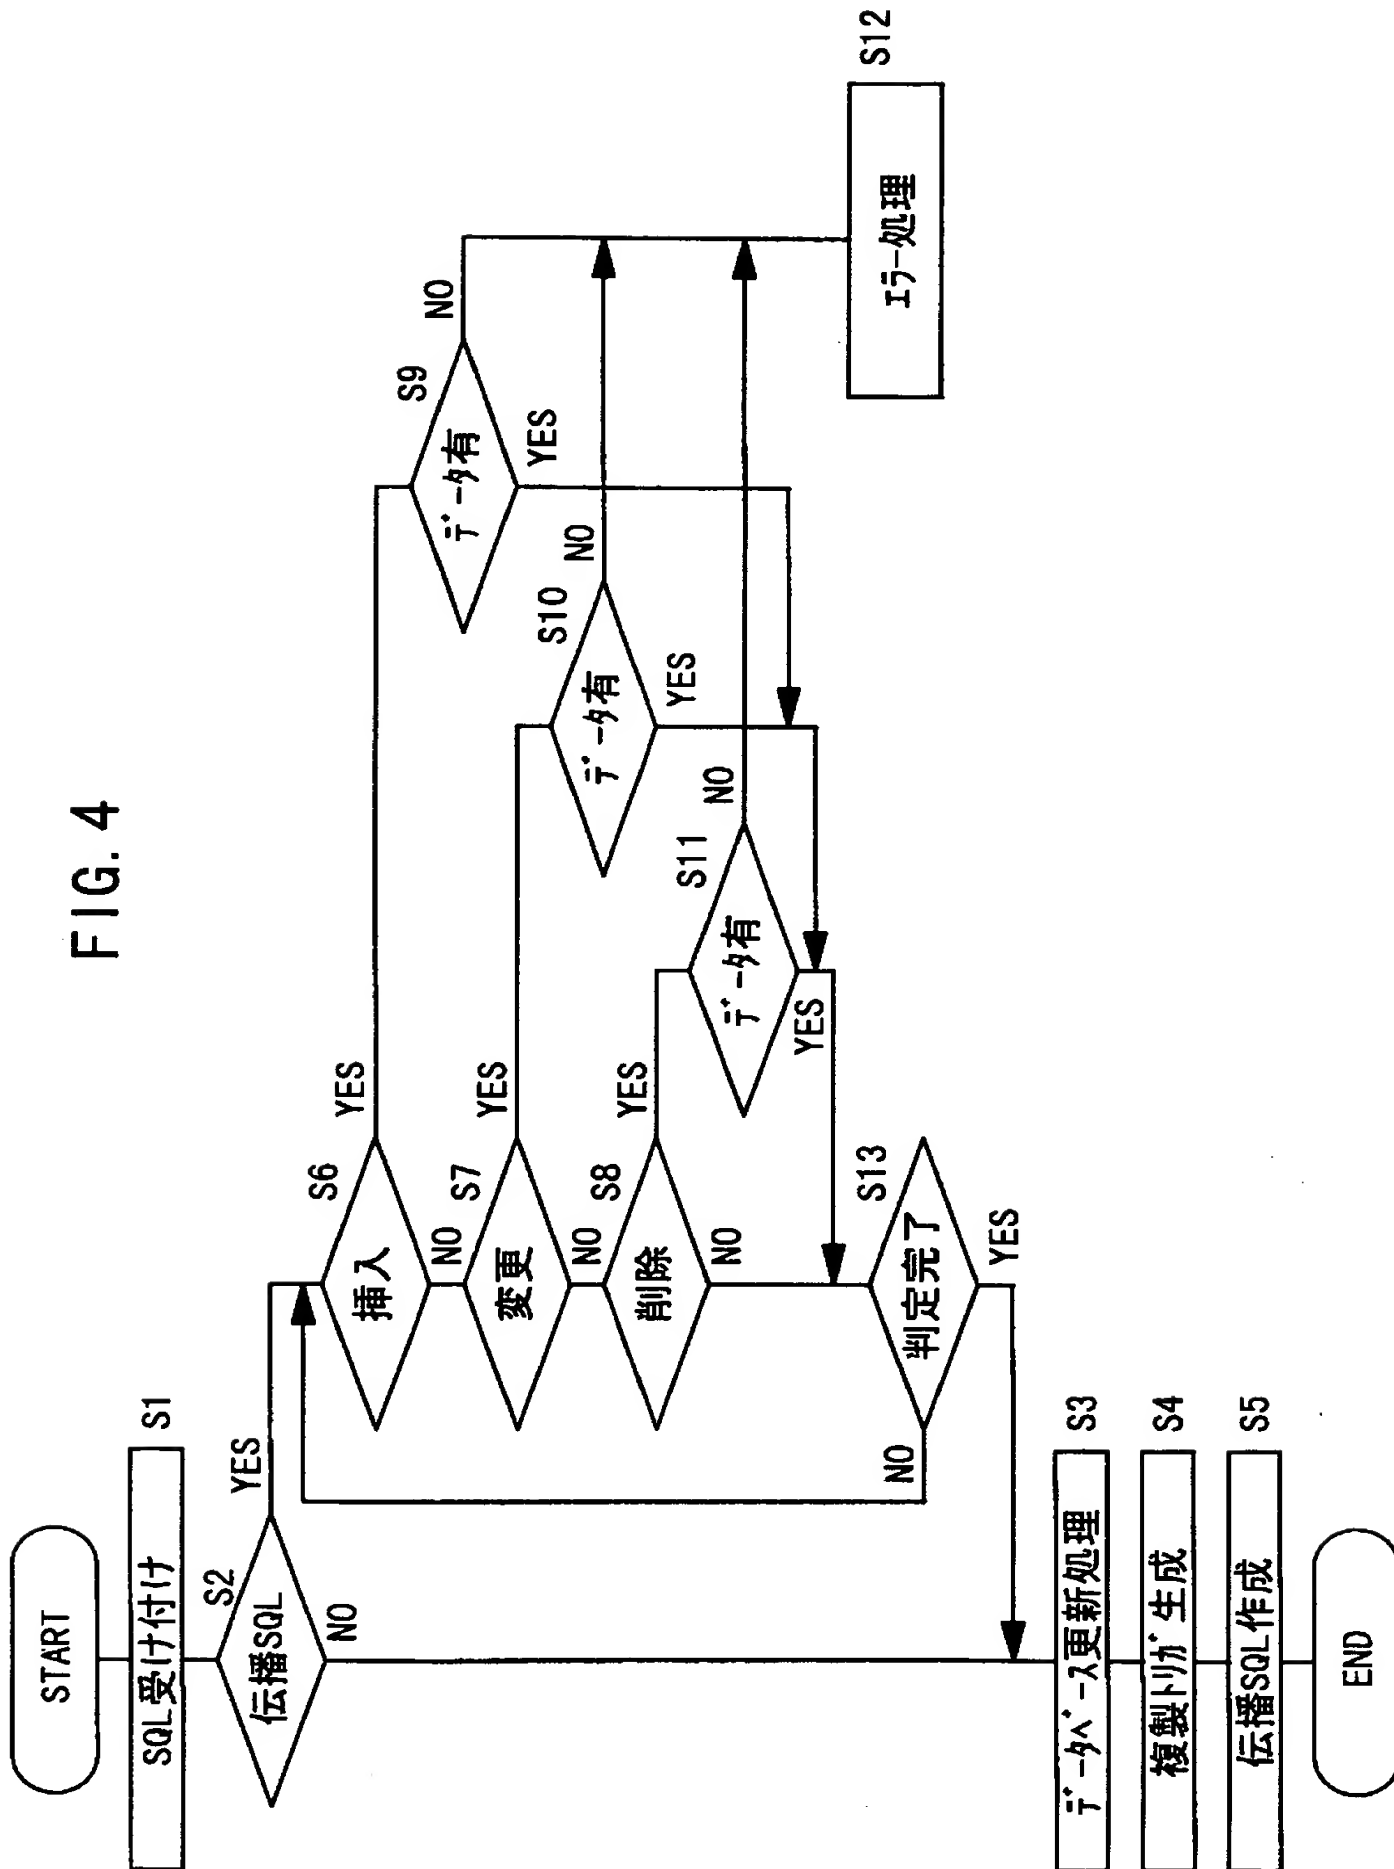 FIG. 4
START
SQL受け付け
S1
伝播SQL
S2
YES
NO
挿入
S6
YES
NO
変更
S7
YES
NO
削除
S8
YES
NO
ﾃﾞｰﾀ有
S9
NO
YES
ﾃﾞｰﾀ有
S10
NO
YES
ﾃﾞｰﾀ有
S11
NO
YES
ｴﾗｰ処理
S12
判定完了
S13
NO
YES
ﾃﾞｰﾀﾍﾞｰｽ更新処理
S3
複製ﾄﾘｶﾞ生成
S4
伝播SQL作成
S5
END